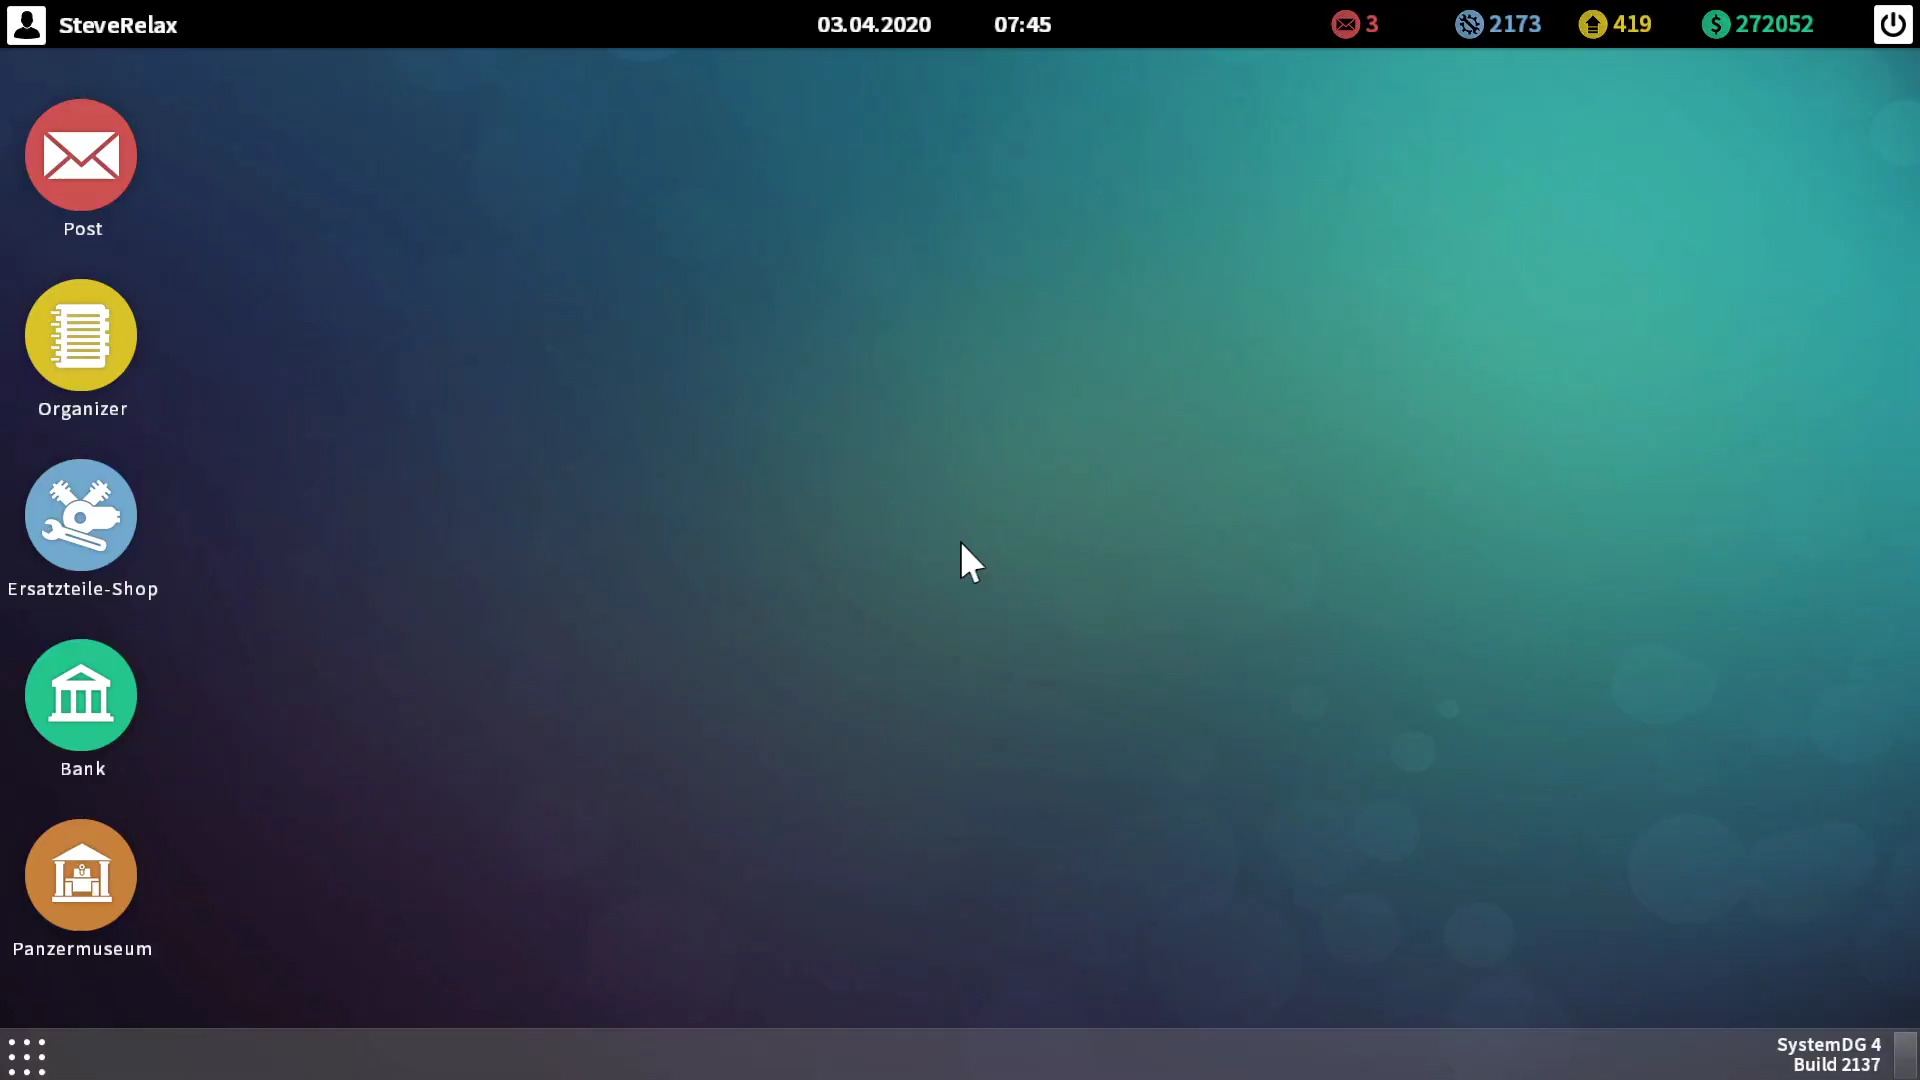 SteveRelax
03.04.2020
07:45
3
2173
419
272052
Post
Organizer
Ersatzteile-Shop
Bank
Panzermuseum
SystemDG 4
Build 2137